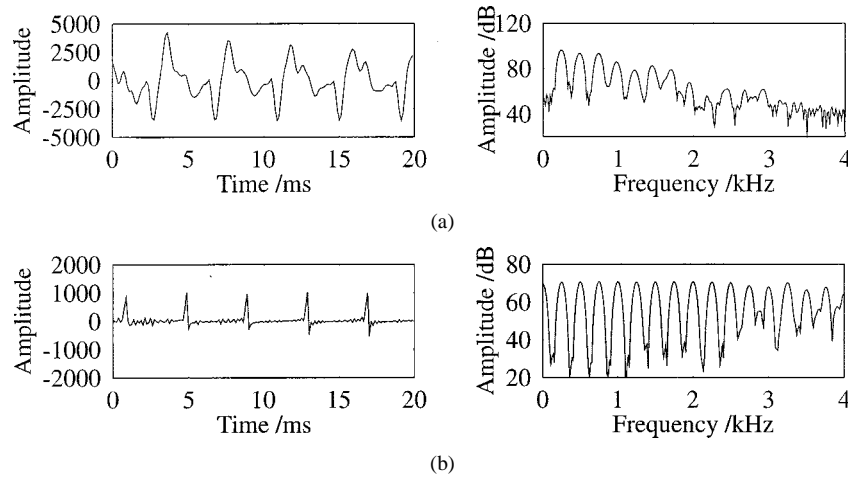 5000
2500
0
-2500
-5000
Amplitude
0 5 10 15 20
Time /ms
120
80
40
Amplitude /dB
0 1 2 3 4
Frequency /kHz
(a)
2000
1000
0
-1000
-2000
Amplitude
0 5 10 15 20
Time /ms
80
60
40
20
Amplitude /dB
0 1 2 3 4
Frequency /kHz
(b)